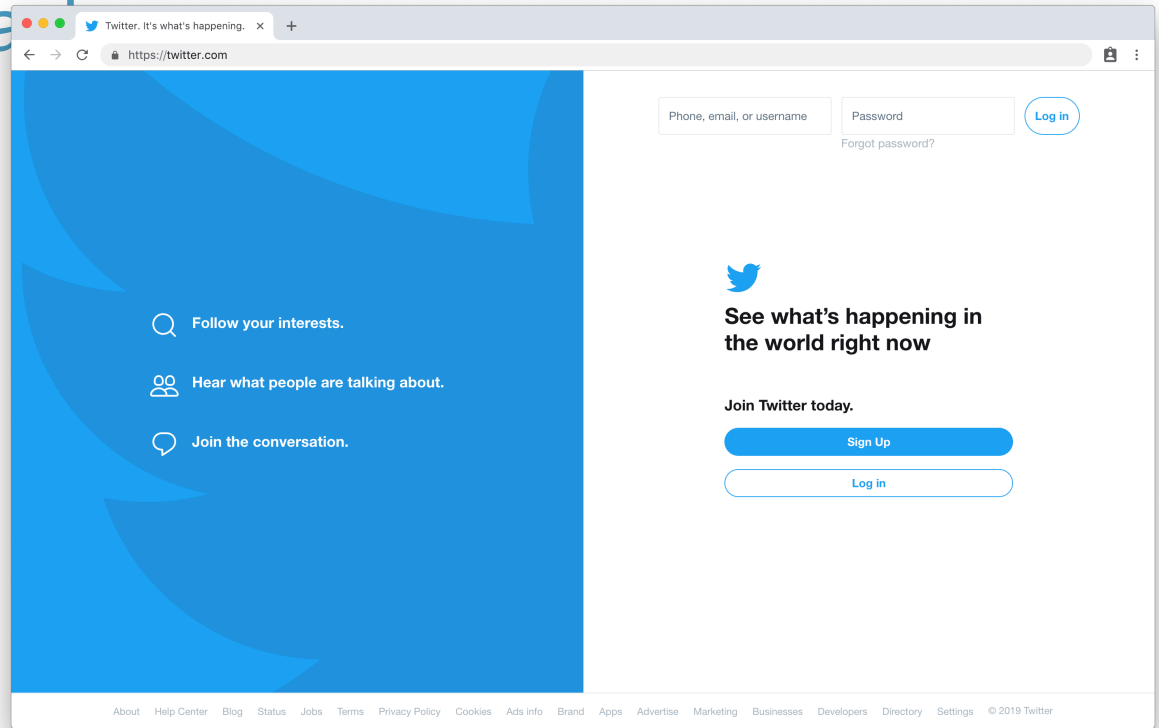 Twitter. It's what's happening.
https://twitter.com
Phone, email, or username
Password
Log in
Forgot password?
Follow your interests.
Hear what people are talking about.
Join the conversation.
See what’s happening in
the world right now
Join Twitter today.
Sign Up
Log in
About Help Center Blog Status Jobs Terms Privacy Policy Cookies Ads info Brand Apps Advertise Marketing Businesses Developers Directory Settings © 2019 Twitter